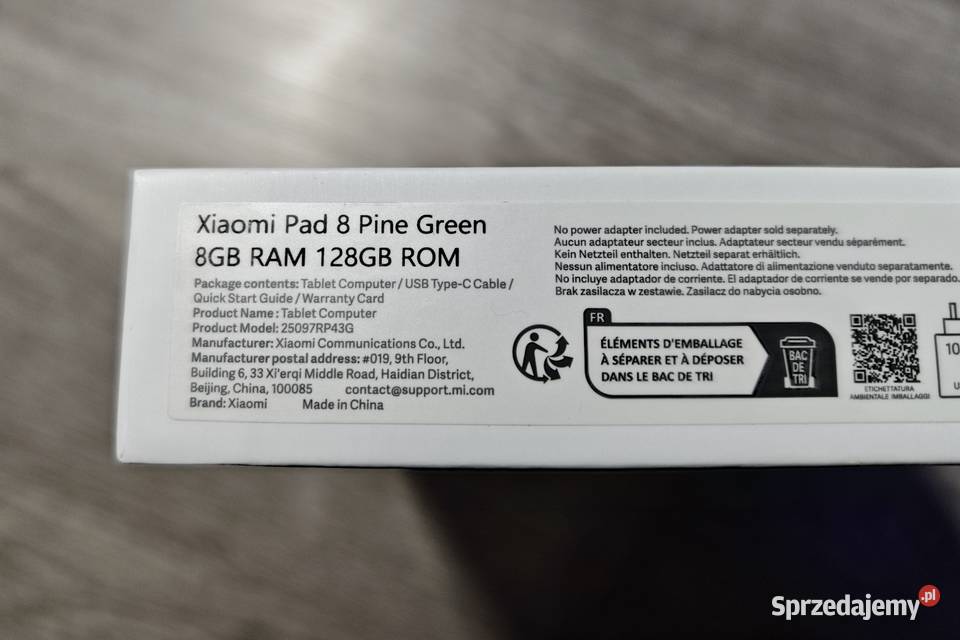 Xiaomi Pad 8 Pine Green
8GB RAM 128GB ROM
Package contents: Tablet Computer / USB Type-C Cable /
Quick Start Guide / Warranty Card
Product Name : Tablet Computer
Product Model: 25097RP43G
Manufacturer: Xiaomi Communications Co., Ltd.
Manufacturer postal address: #019, 9th Floor,
Building 6, 33 Xi'erqi Middle Road, Haidian District,
Beijing, China, 100085 contact@support.mi.com
Brand: Xiaomi Made in China
No power adapter included. Power adapter sold separately.
Aucun adaptateur secteur inclus. Adaptateur secteur vendu séparément.
Kein Netzteil enthalten. Netzteil separat erhältlich.
Nessun alimentatore incluso. Adattatore di alimentazione venduto separatamente.
No incluye adaptador de corriente. El adaptador de corriente se vende por separado.
Brak zasilacza w zestawie. Zasilacz do nabycia osobno.
FR
ÉLÉMENTS D'EMBALLAGE
À SÉPARER ET À DÉPOSER
DANS LE BAC DE TRI
BAC
DE
TRI
ETICHETTATURA
AMBIENTALE IMBALLAGGI
10
U
Sprzedajemy.pl